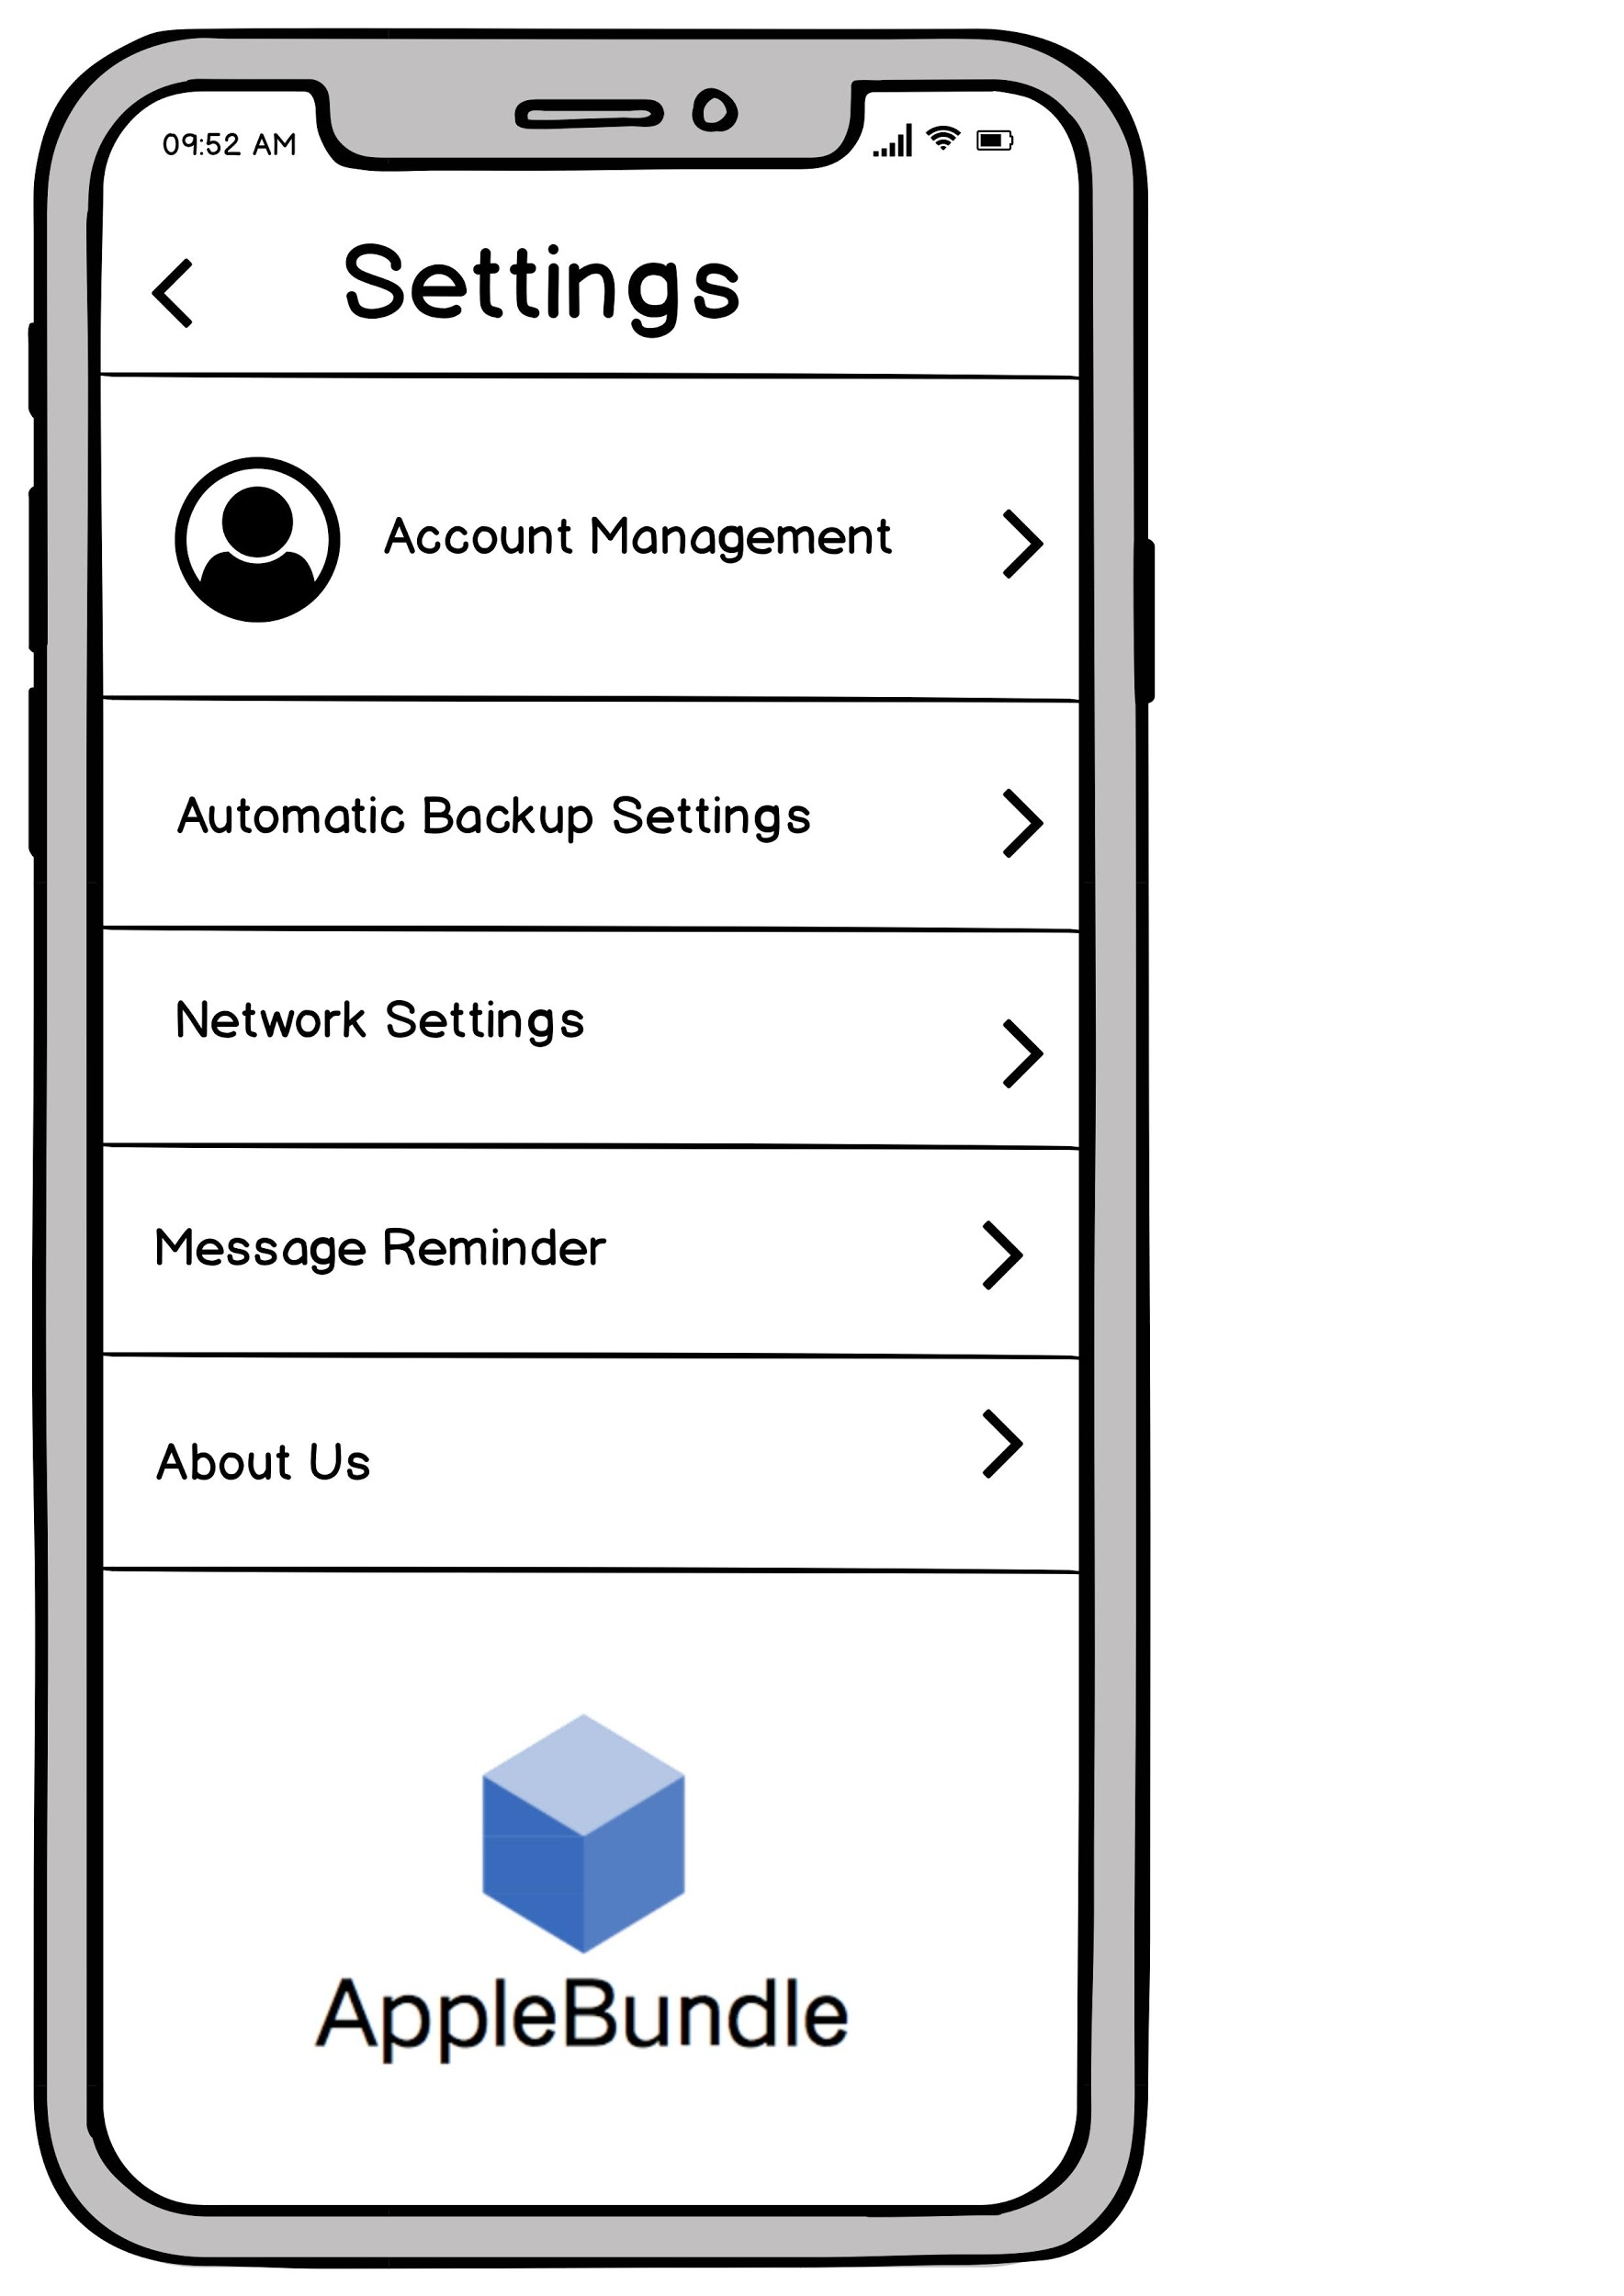 09:52 AM
Settings
Account Management
Automatic Backup Settings
Network Settings
Message Reminder
About Us
AppleBundle